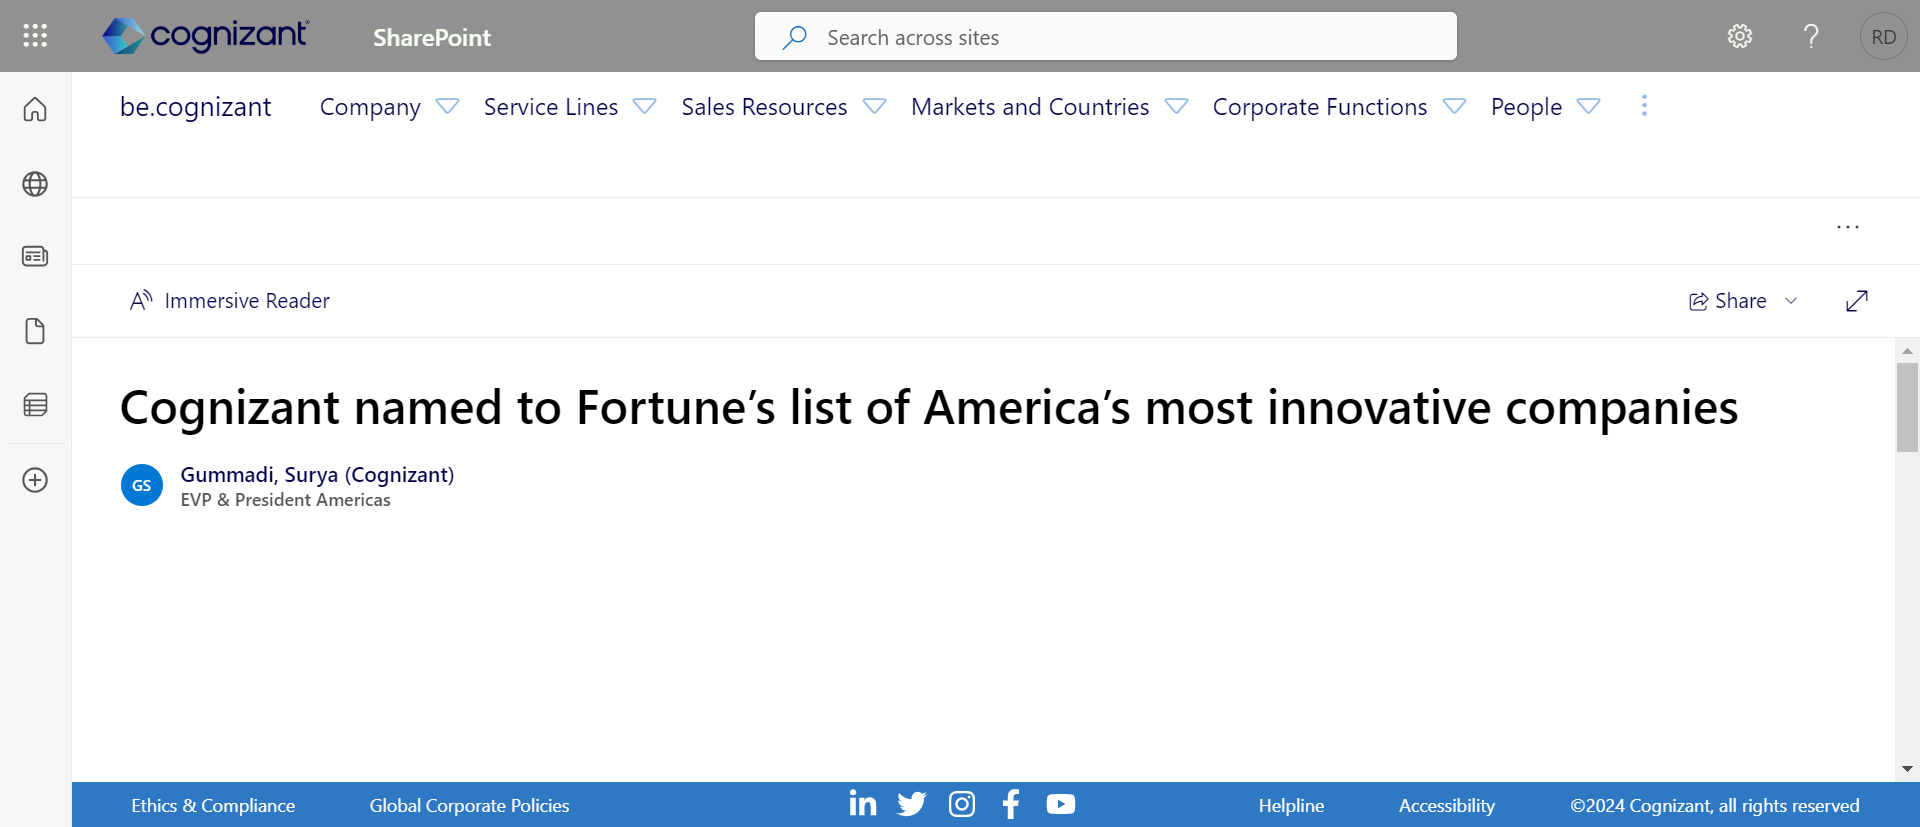 cognizant
SharePoint
Search across sites
RD
be.cognizant
Company
Service Lines
Sales Resources
Markets and Countries
Corporate Functions
People
Immersive Reader
Share
Cognizant named to Fortune’s list of America’s most innovative companies
GS
Gummadi, Surya (Cognizant)
EVP & President Americas
Ethics & Compliance
Global Corporate Policies
Helpline
Accessibility
©2024 Cognizant, all rights reserved